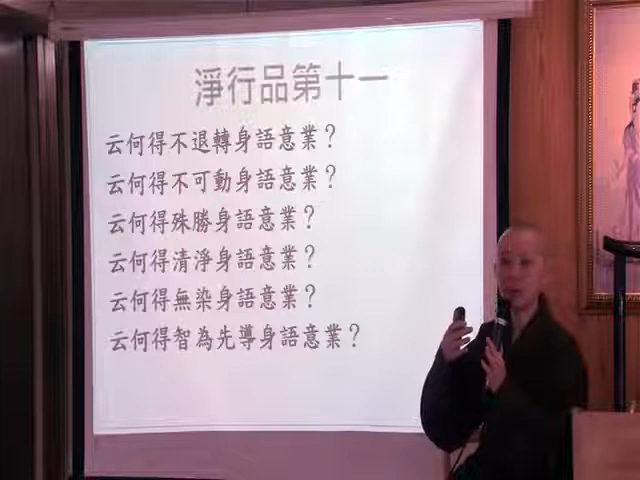 淨行品第十一
云何得不退轉身語意業？
云何得不可動身語意業？
云何得殊勝身語意業？
云何得清淨身語意業？
云何得無染身語意業？
云何得智為先導身語意業？